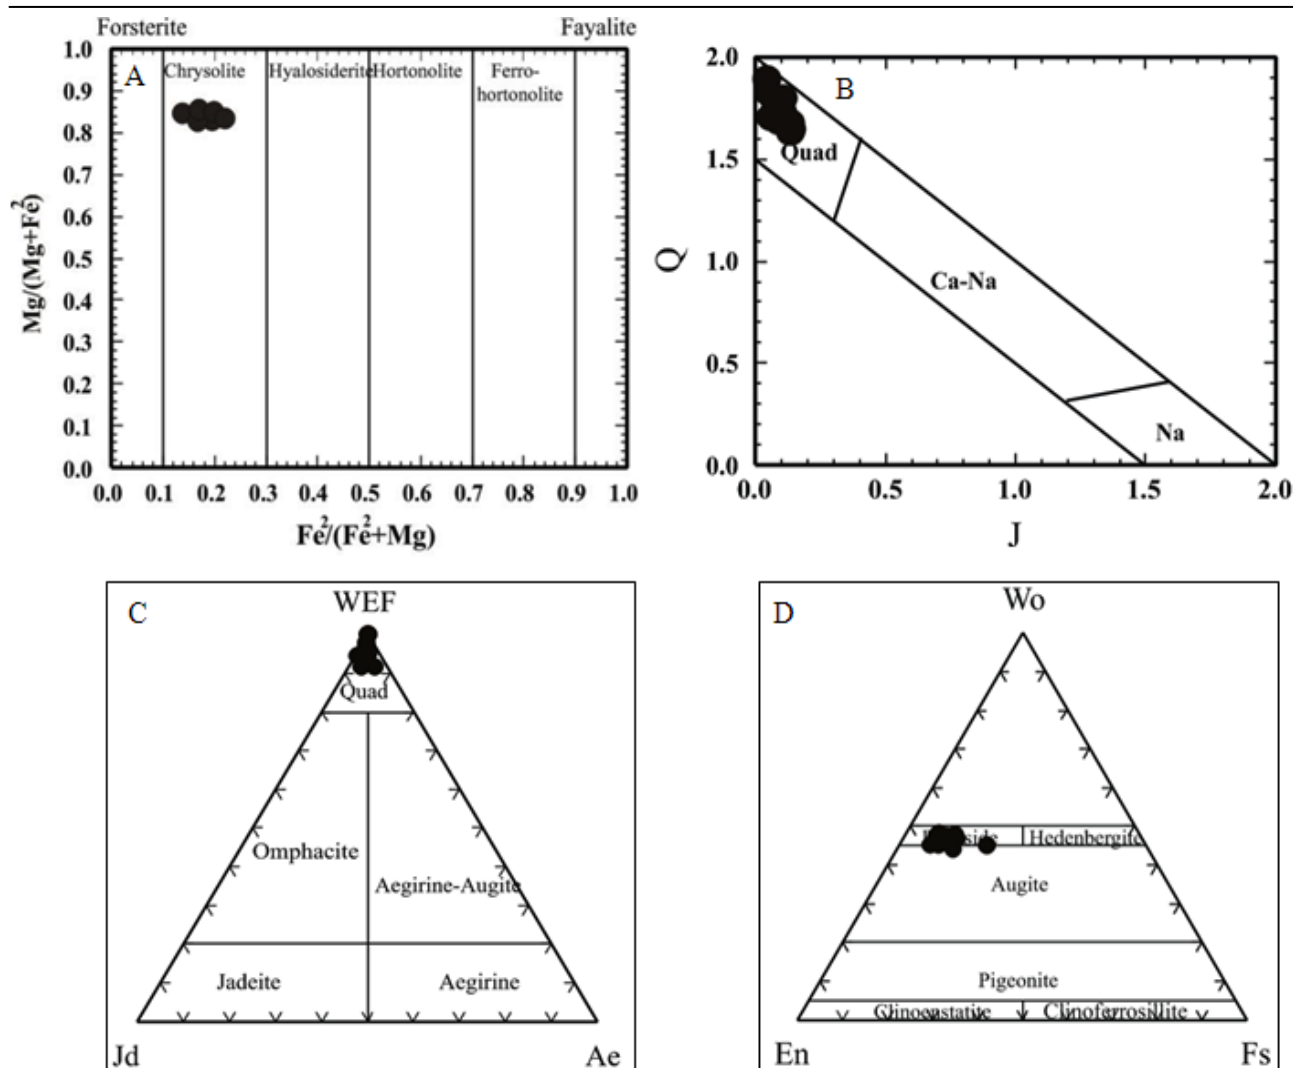 Forsterite Fayalite
A Chrysolite Hyalosiderite Hortonolite Ferro-
hortonolite
1.0
0.9
0.8
0.7
0.6
0.5
0.4
0.3
0.2
0.1
0.0
Mg/(Mg+Fe²)
0.0 0.1 0.2 0.3 0.4 0.5 0.6 0.7 0.8 0.9 1.0
Fe²/(Fe²+Mg)
B
2.0
1.5
1.0
0.5
0.0
Q
Quad
Ca-Na
Na
0.0 0.5 1.0 1.5 2.0
J
C
WEF
Quad
Omphacite
Aegirine-Augite
Jadeite Aegirine
Jd Ae
D
Wo
Hedenbergite
Augite
Pigeonite
Clinoenstatite Clinoferrosillite
En Fs